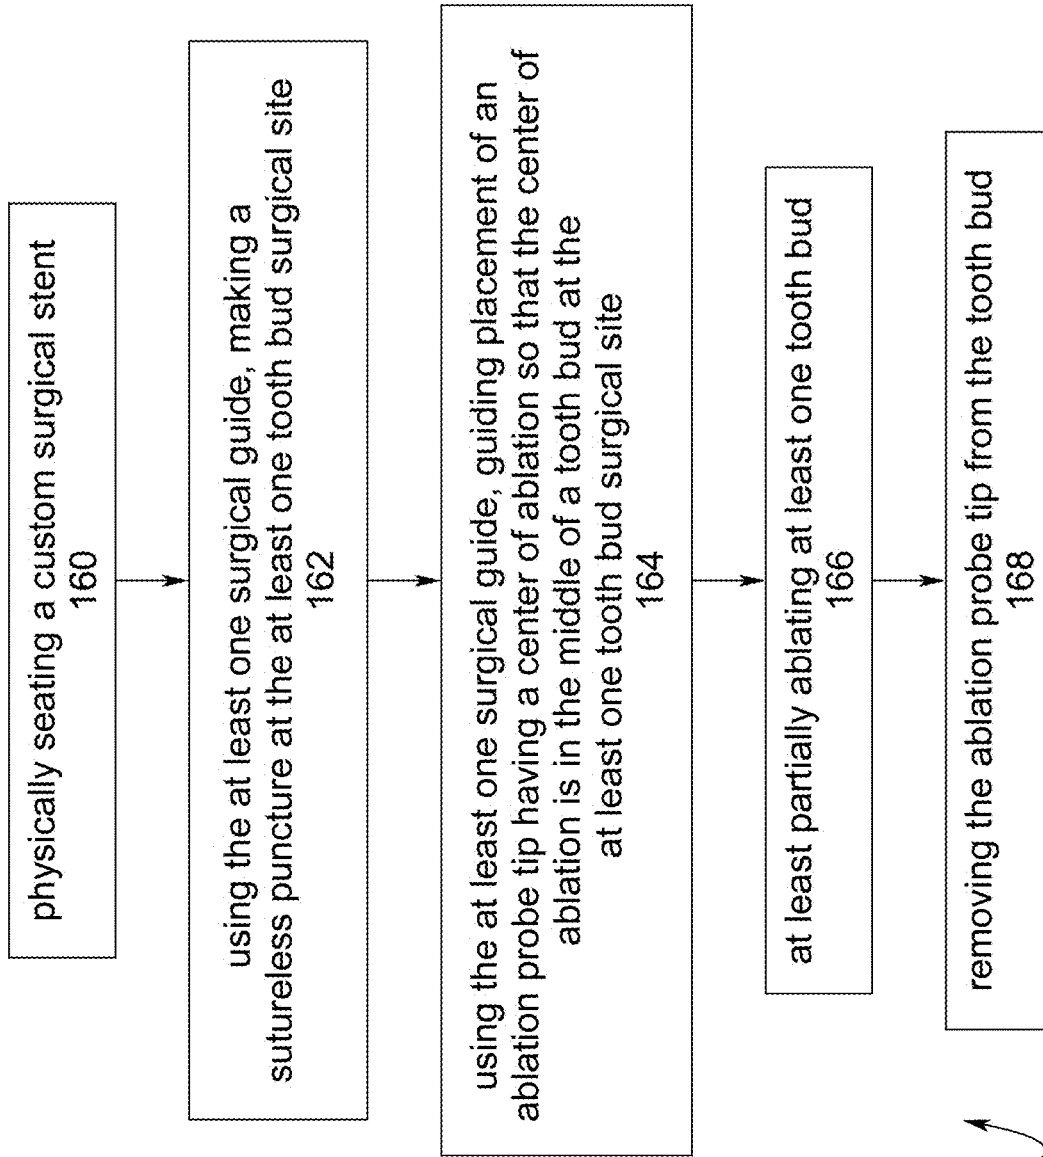 physically seating a custom surgical stent
160
using the at least one surgical guide, making a
sutureless puncture at the at least one tooth bud surgical site
162
using the at least one surgical guide, guiding placement of an
ablation probe tip having a center of ablation so that the center of
ablation is in the middle of a tooth bud at the
at least one tooth bud surgical site
164
at least partially ablating at least one tooth bud
166
removing the ablation probe tip from the tooth bud
168